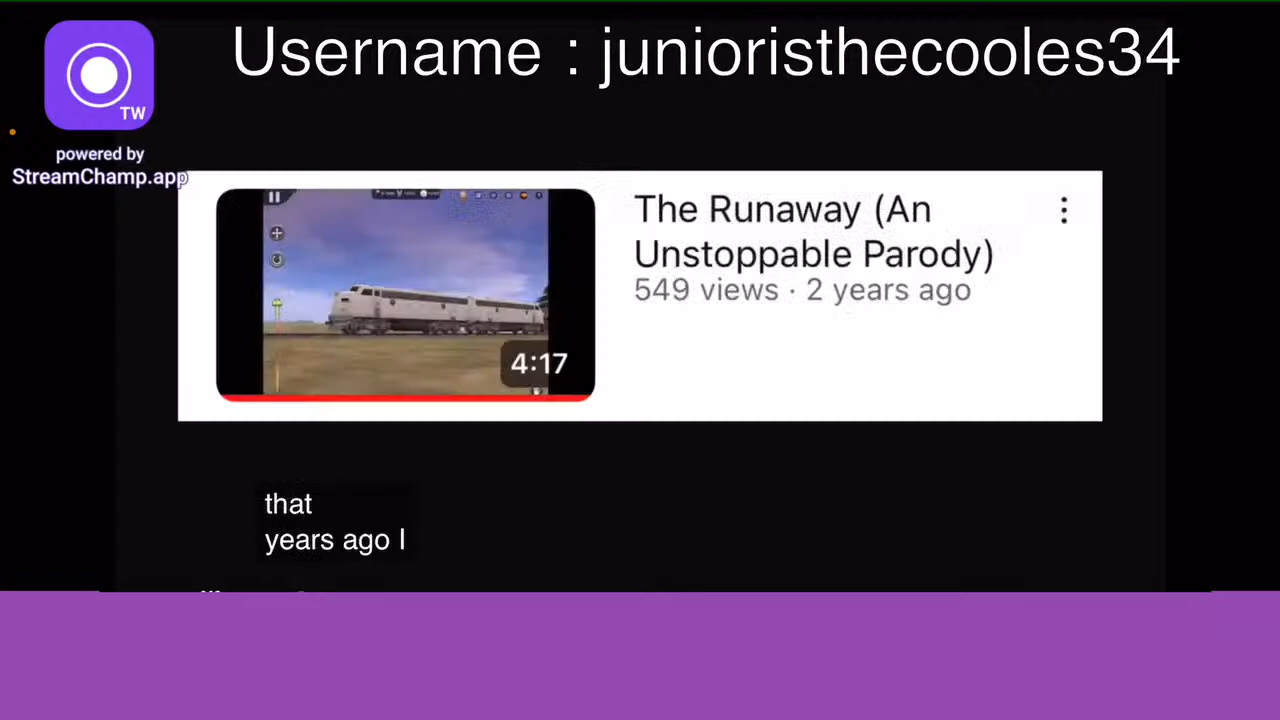 Username : junioristhecooles34
TW
powered by
StreamChamp.app
The Runaway (An
Unstoppable Parody)
549 views · 2 years ago
4:17
that
years ago I